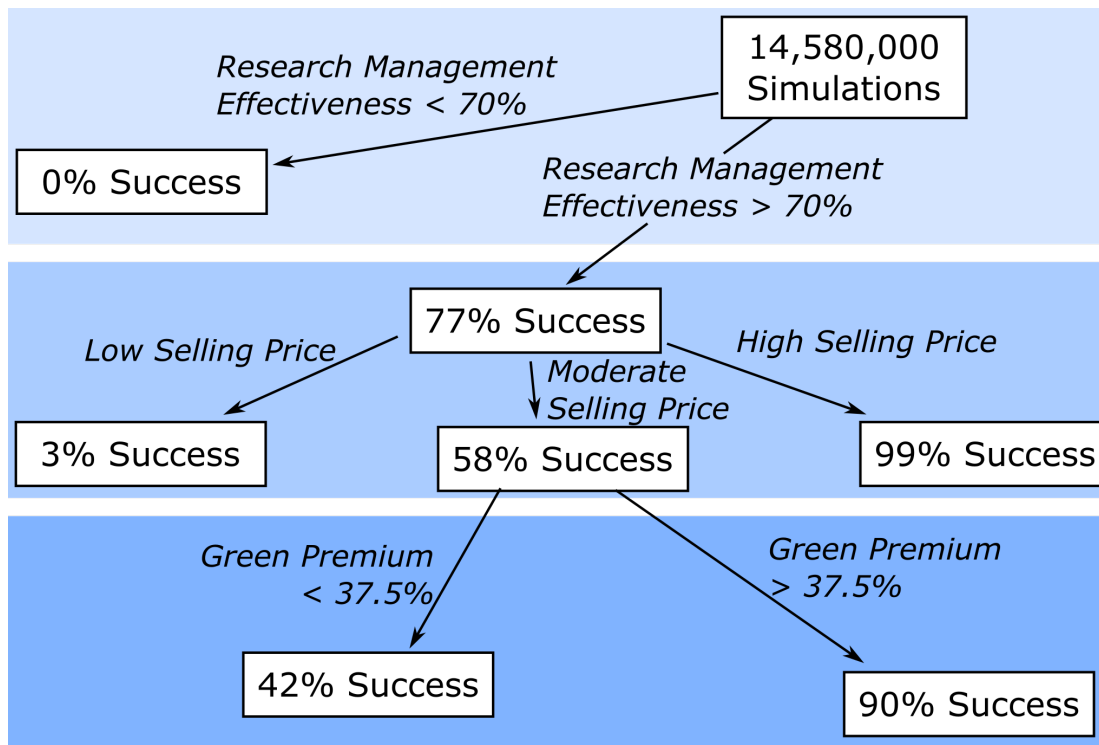 14,580,000
Simulations
Research Management
Effectiveness < 70%
0% Success
Research Management
Effectiveness > 70%
77% Success
Low Selling Price
Moderate
Selling Price
High Selling Price
3% Success
58% Success
99% Success
Green Premium
< 37.5%
Green Premium
> 37.5%
42% Success
90% Success